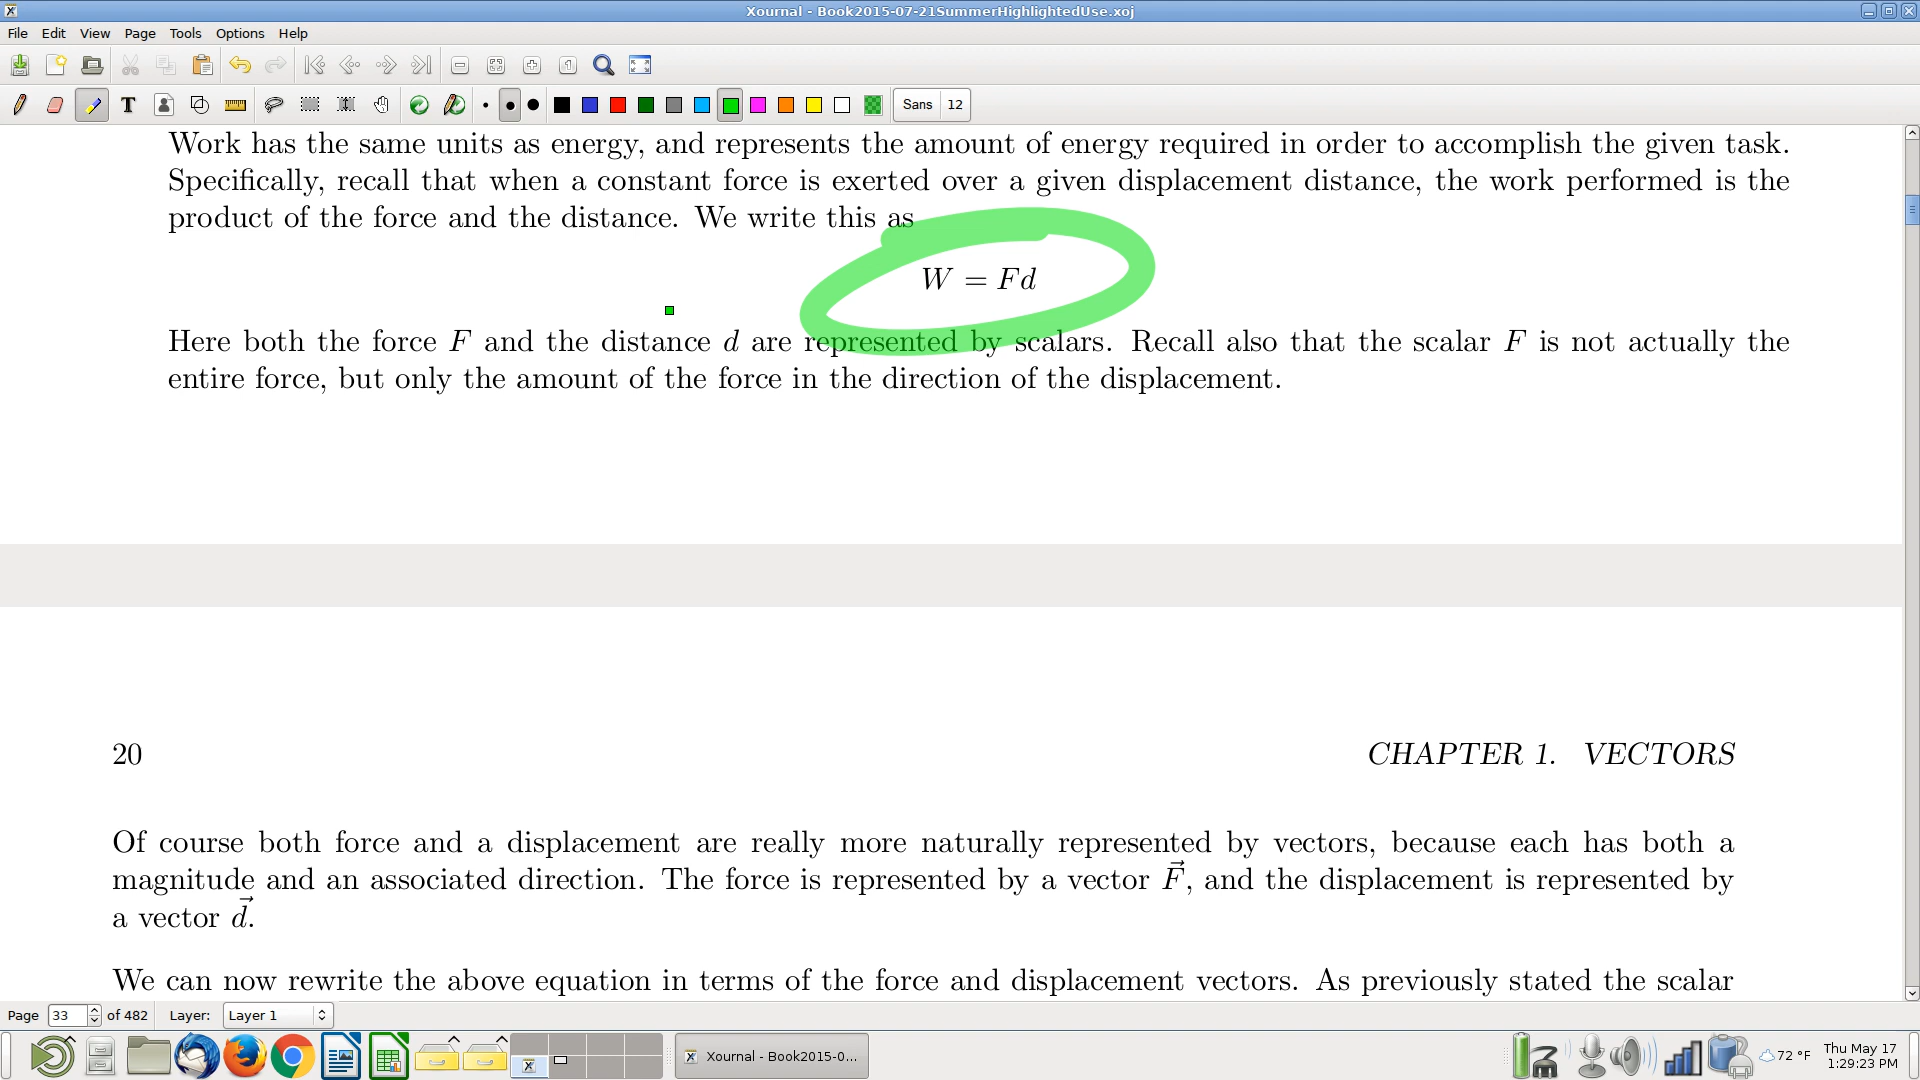 Xournal - Book2015-07-21SummerHighlightedUse.xoj
File Edit View Page Tools Options Help
Sans 12
Work has the same units as energy, and represents the amount of energy required in order to accomplish the given task.
Specifically, recall that when a constant force is exerted over a given displacement distance, the work performed is the
product of the force and the distance. We write this as
W = Fd
Here both the force F and the distance d are represented by scalars. Recall also that the scalar F is not actually the
entire force, but only the amount of the force in the direction of the displacement.
20 CHAPTER 1. VECTORS
Of course both force and a displacement are really more naturally represented by vectors, because each has both a
magnitude and an associated direction. The force is represented by a vector F⃗, and the displacement is represented by
a vector d⃗.
We can now rewrite the above equation in terms of the force and displacement vectors. As previously stated the scalar
Page 33 of 482 Layer: Layer 1
Xournal - Book2015-0...
72 °F
Thu May 17
1:29:23 PM